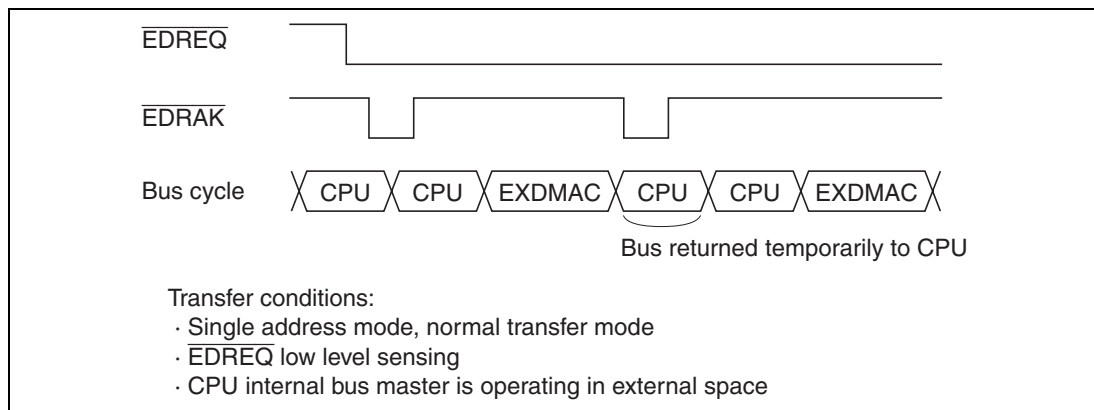 EDREQ
EDRAK
Bus cycle CPU CPU EXDMAC CPU CPU EXDMAC
Bus returned temporarily to CPU
Transfer conditions:
· Single address mode, normal transfer mode
· EDREQ low level sensing
· CPU internal bus master is operating in external space